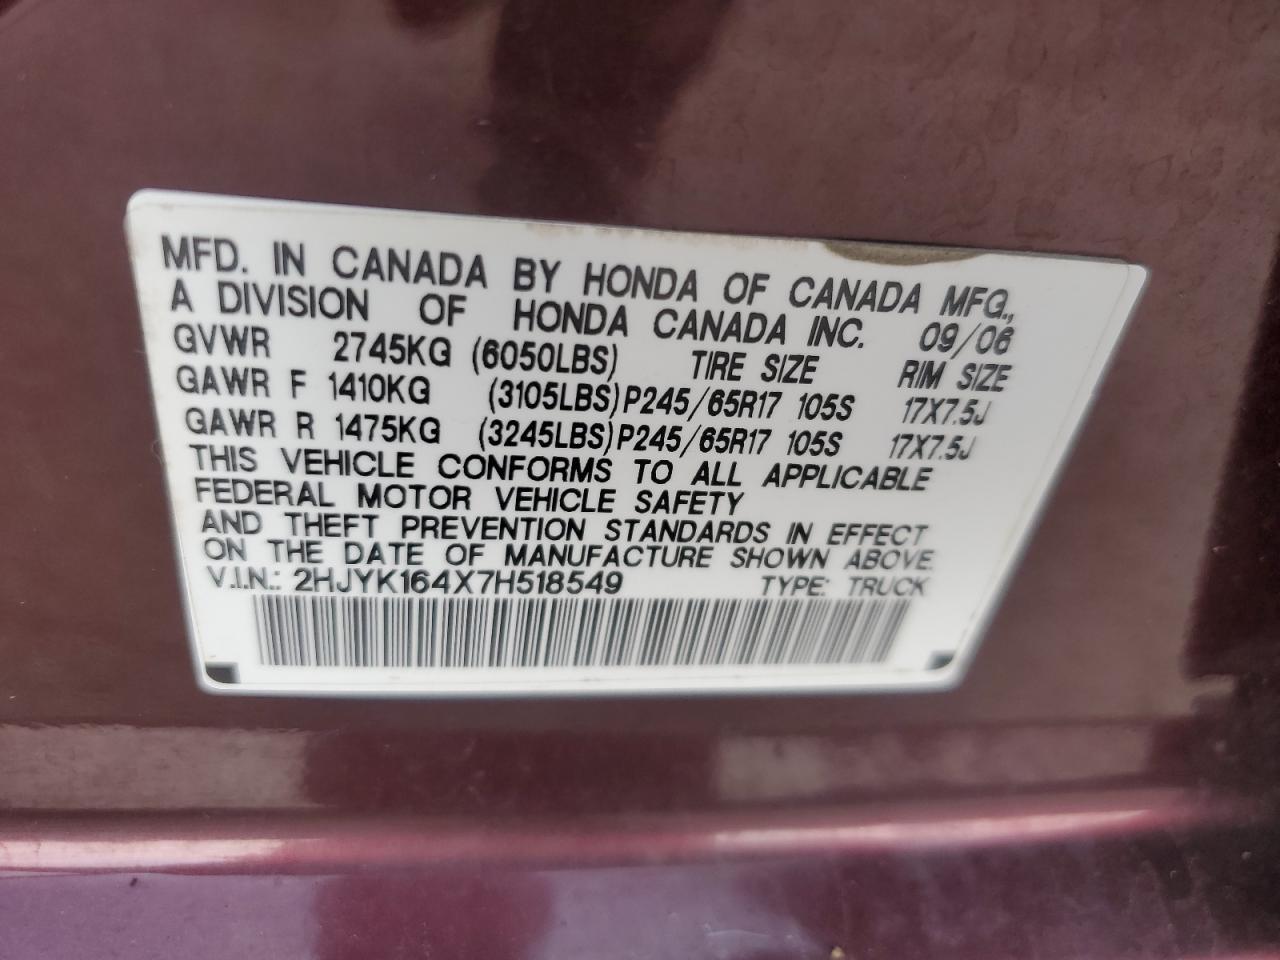 MFD. IN CANADA BY HONDA OF CANADA MFG.,
A DIVISION OF HONDA CANADA INC. 09/06
GVWR 2745KG (6050LBS) TIRE SIZE RIM SIZE
GAWR F 1410KG (3105LBS) P245/65R17 105S 17X7.5J
GAWR R 1475KG (3245LBS) P245/65R17 105S 17X7.5J
THIS VEHICLE CONFORMS TO ALL APPLICABLE
FEDERAL MOTOR VEHICLE SAFETY
AND THEFT PREVENTION STANDARDS IN EFFECT
ON THE DATE OF MANUFACTURE SHOWN ABOVE.
V.I.N.: 2HJYK164X7H518549 TYPE: TRUCK